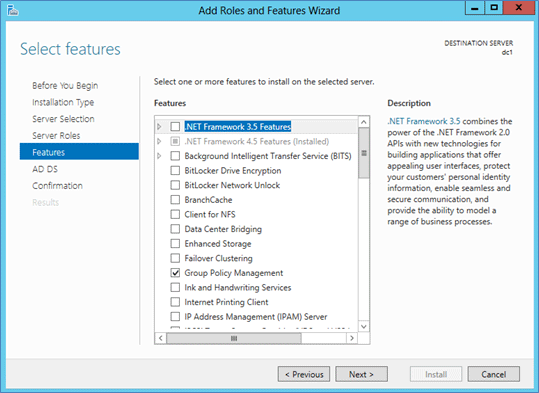 Add Roles and Features Wizard
Select features
DESTINATION SERVER
dc1
Before You Begin
Installation Type
Server Selection
Server Roles
Features
AD DS
Confirmation
Results
Select one or more features to install on the selected server.
Features
.NET Framework 3.5 Features
.NET Framework 4.5 Features (Installed)
Background Intelligent Transfer Service (BITS)
BitLocker Drive Encryption
BitLocker Network Unlock
BranchCache
Client for NFS
Data Center Bridging
Enhanced Storage
Failover Clustering
Group Policy Management
Ink and Handwriting Services
Internet Printing Client
IP Address Management (IPAM) Server
Description
.NET Framework 3.5 combines the
power of the .NET Framework 2.0
APIs with new technologies for
building applications that offer
appealing user interfaces, protect
your customers' personal identity
information, enable seamless and
secure communication, and
provide the ability to model a
range of business processes.
< Previous
Next >
Install
Cancel